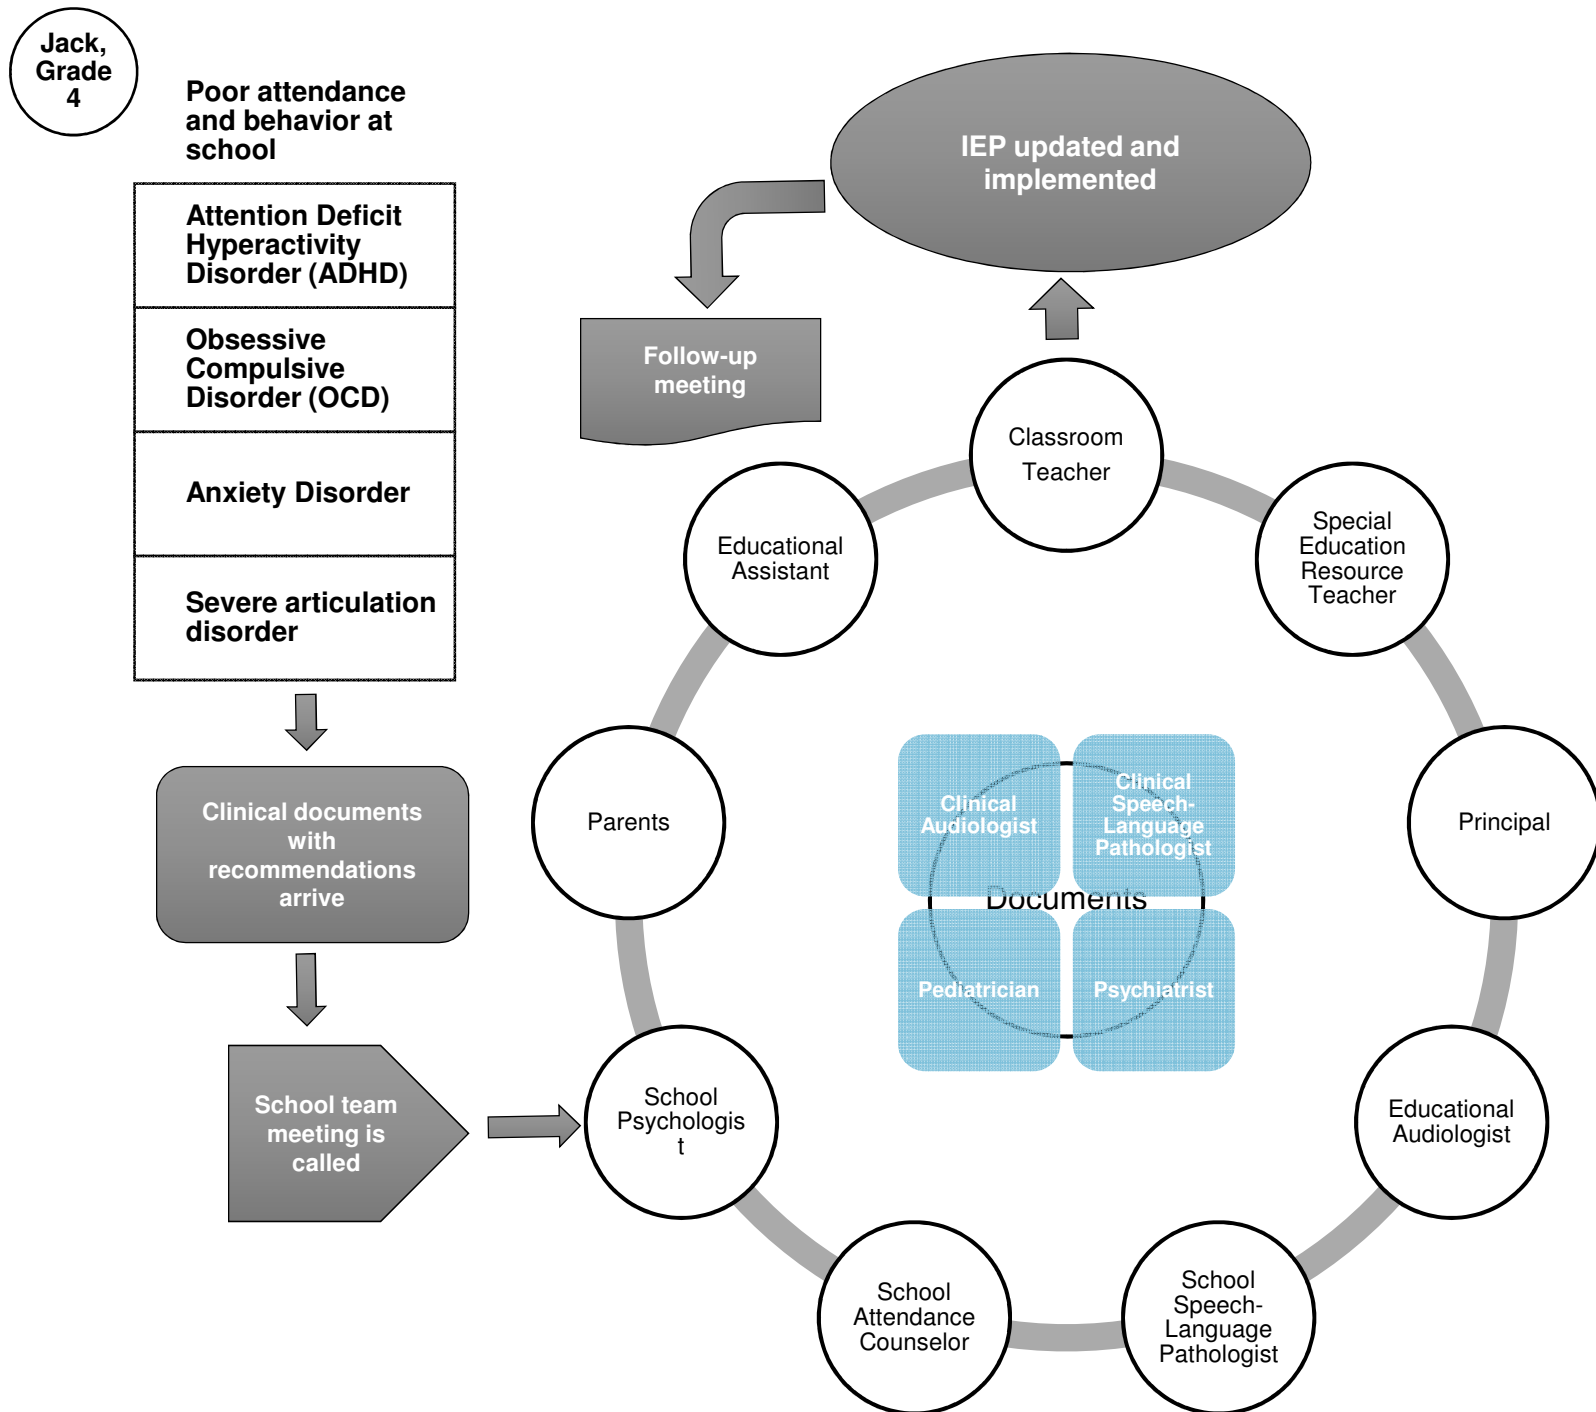 Jack,
Grade
4
Poor attendance
and behavior at
school
Attention Deficit
Hyperactivity
Disorder (ADHD)
Obsessive
Compulsive
Disorder (OCD)
Anxiety Disorder
Severe articulation
disorder
Clinical documents
with
recommendations
arrive
School team
meeting is
called
IEP updated and
implemented
Follow-up
meeting
Classroom
Teacher
Special
Education
Resource
Teacher
Principal
Educational
Audiologist
School
Speech-
Language
Pathologist
School
Attendance
Counselor
School
Psychologis
t
Parents
Educational
Assistant
Clinical
Audiologist
Clinical
Speech-
Language
Pathologist
Documents
Pediatrician
Psychiatrist